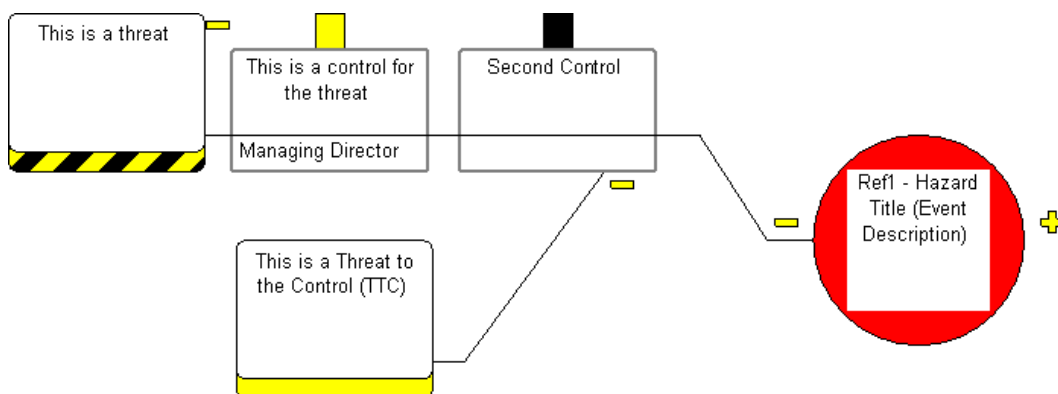 This is a threat
This is a control for
the threat
Managing Director
Second Control
This is a Threat to
the Control (TTC)
Ref1 - Hazard
Title (Event
Description)